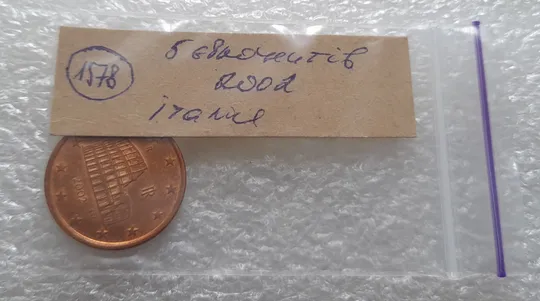 1578
5 євроцентів
2002
італія